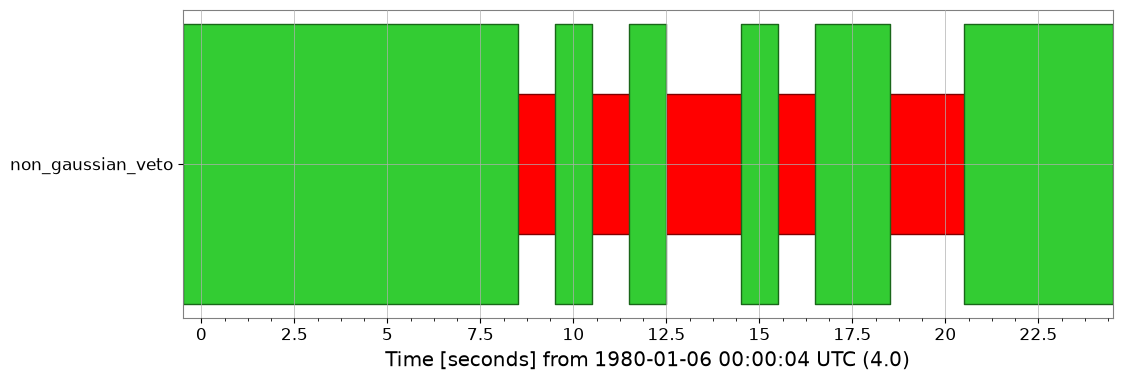 non_gaussian_veto
0 2.5 5 7.5 10 12.5 15 17.5 20 22.5
Time [seconds] from 1980-01-06 00:00:04 UTC (4.0)